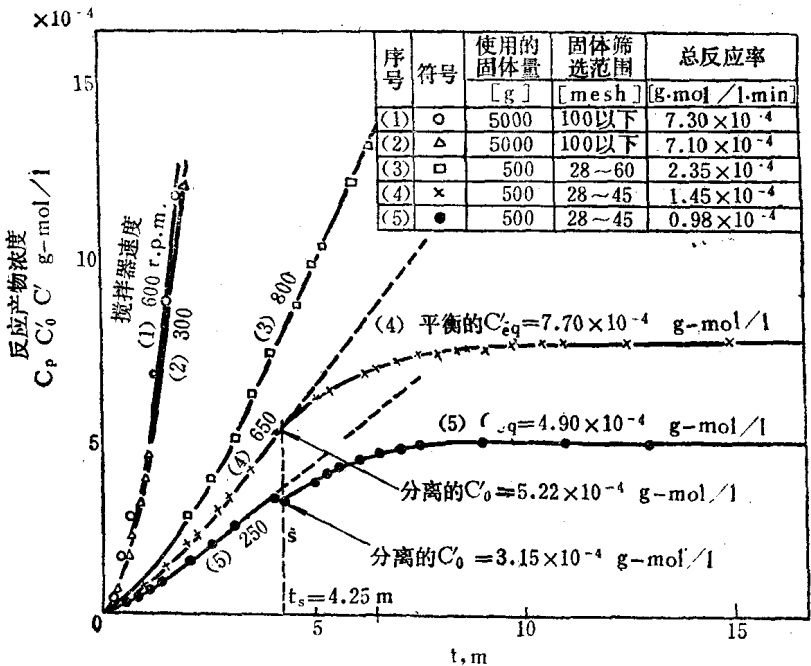 ×10⁻⁴
15
10
5
0
反应产物浓度
Cₚ C′₀ C′ g-mol/l
搅拌器速度
(1) 600 r.p.m.
(2) 300
(3) 800
(4) 650
(5) 250
序号 符号 使用的固体量 固体筛选范围 总反应率
[g] [mesh] [g·mol/l·min]
(1) ○ 5000 100以下 7.30×10⁻⁴
(2) △ 5000 100以下 7.10×10⁻⁴
(3) □ 500 28～60 2.35×10⁻⁴
(4) × 500 28～45 1.45×10⁻⁴
(5) ● 500 28～45 0.98×10⁻⁴
(4) 平衡的C′eq=7.70×10⁻⁴ g-mol/l
(5) eq=4.90×10⁻⁴ g-mol/l
分离的C′₀=5.22×10⁻⁴ g-mol/l
分离的C′₀=3.15×10⁻⁴ g-mol/l
s
tₛ=4.25 m
0 5 10 15
t, m